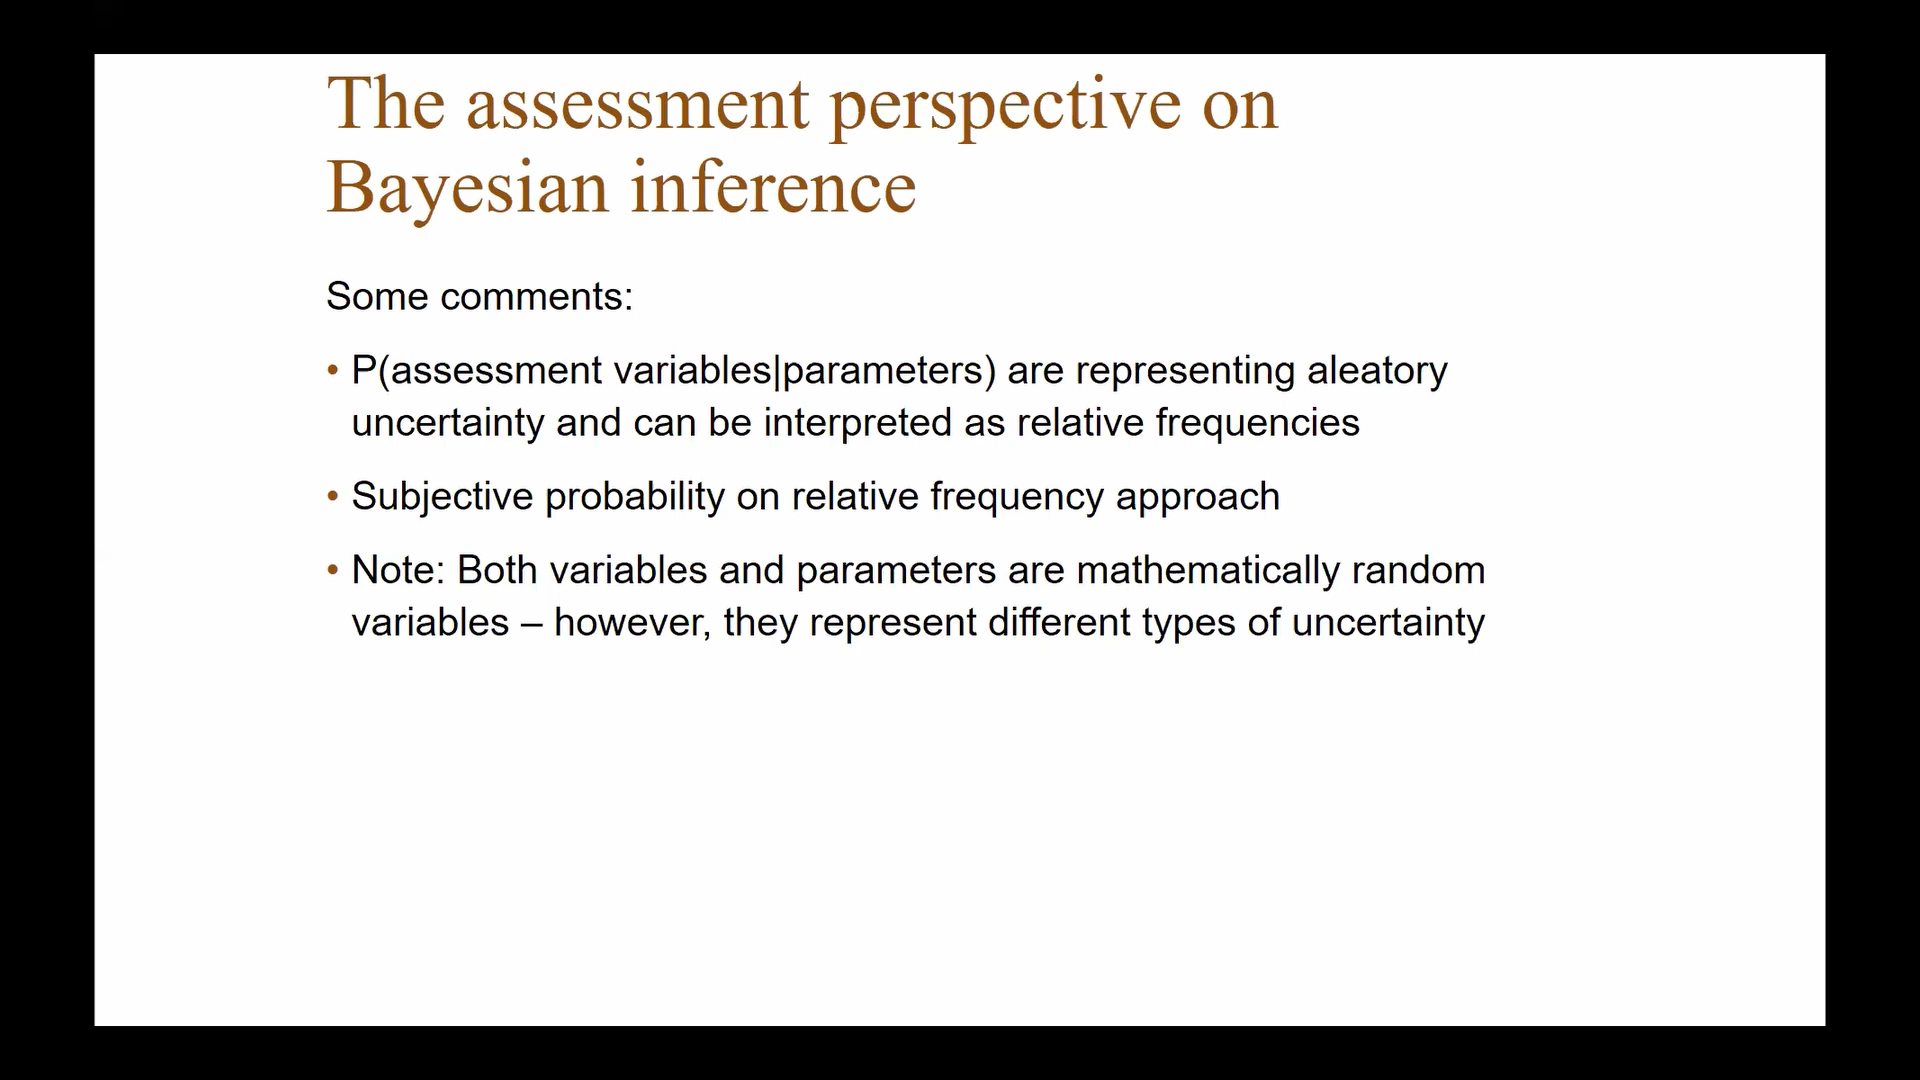 The assessment perspective on
Bayesian inference
Some comments:
• P(assessment variables|parameters) are representing aleatory
uncertainty and can be interpreted as relative frequencies
• Subjective probability on relative frequency approach
• Note: Both variables and parameters are mathematically random
variables – however, they represent different types of uncertainty